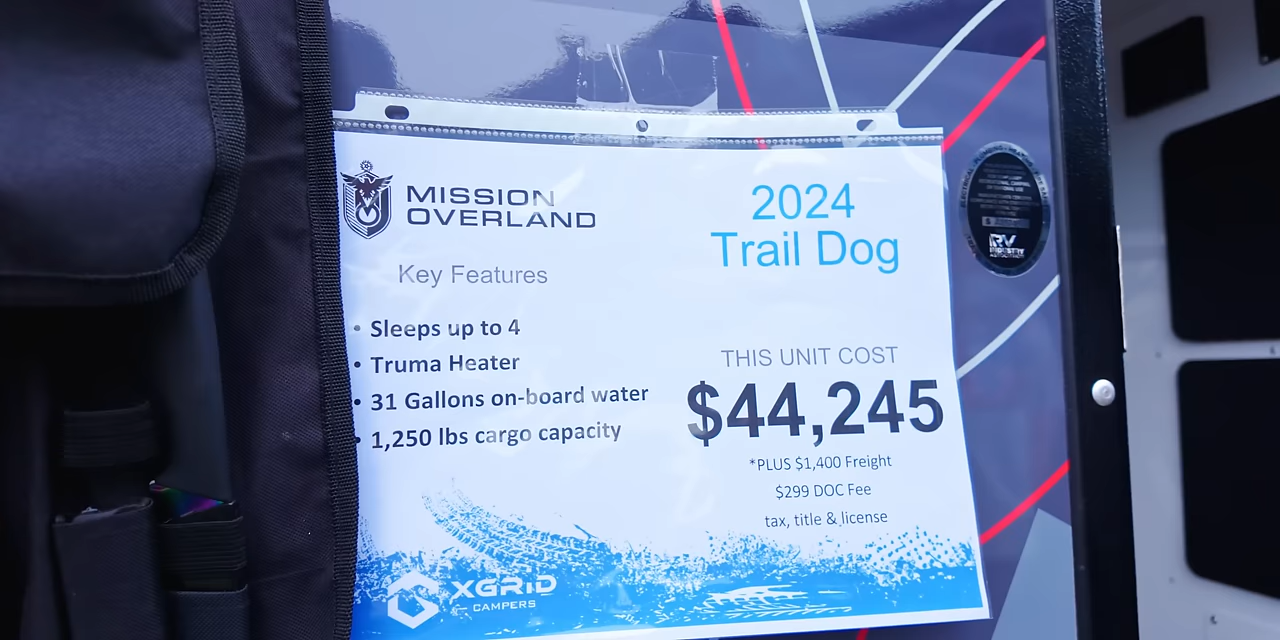 MISSION
OVERLAND
2024
Trail Dog
Key Features
• Sleeps up to 4
• Truma Heater
• 31 Gallons on-board water
• 1,250 lbs cargo capacity
THIS UNIT COST
$44,245
*PLUS $1,400 Freight
$299 DOC Fee
tax, title & license
XGRiD
CAMPERS
RV
INDUSTRY